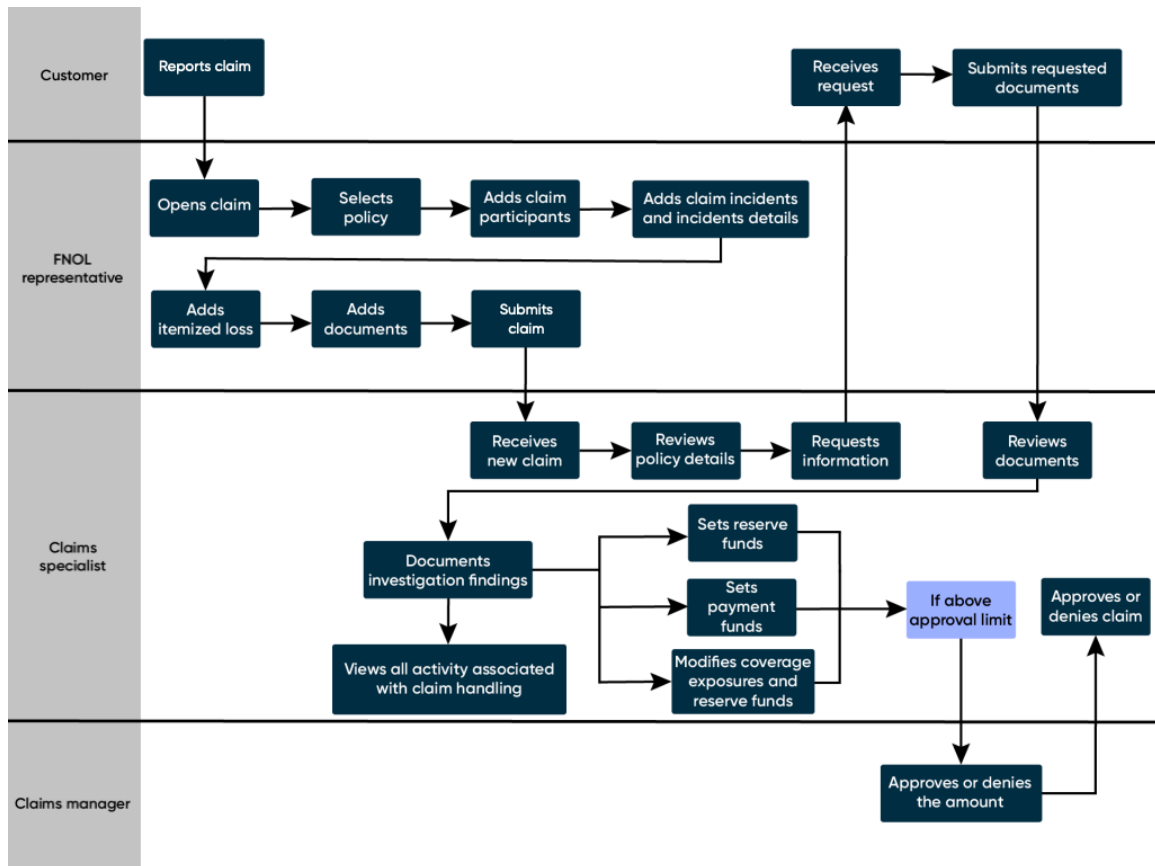 Customer
Reports claim
Receives
request
Submits requested
documents
FNOL
representative
Opens claim
Selects
policy
Adds claim
participants
Adds claim incidents
and incidents details
Adds
itemized loss
Adds
documents
Submits
claim
Claims
specialist
Receives
new claim
Reviews
policy details
Requests
information
Reviews
documents
Documents
investigation findings
Views all activity associated
with claim handling
Sets reserve
funds
Sets
payment
funds
Modifies coverage
exposures and
reserve funds
If above
approval limit
Approves or
denies claim
Claims manager
Approves or denies
the amount